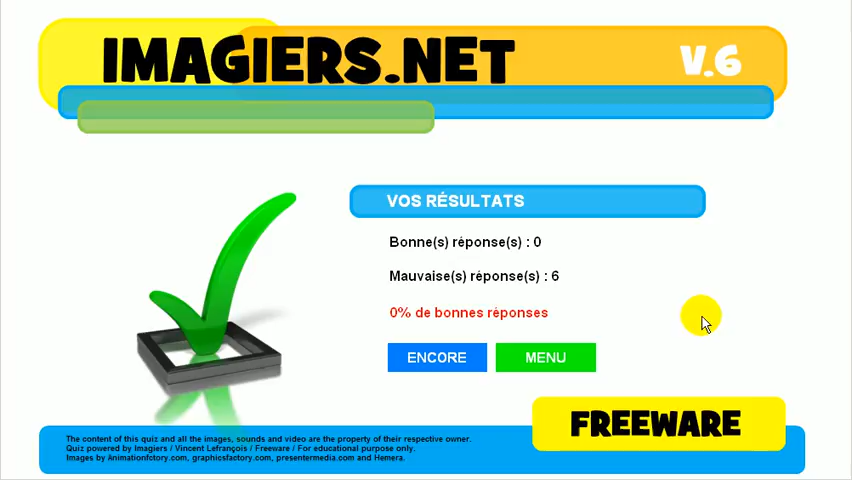 IMAGIERS.NET
V.6
VOS RÉSULTATS
Bonne(s) réponse(s) : 0
Mauvaise(s) réponse(s) : 6
0% de bonnes réponses
ENCORE
MENU
FREEWARE
The content of this quiz and all the images, sounds and video are the property of their respective owner.
Quiz powered by Imagiers / Vincent Lefrançois / Freeware / For educational purpose only.
Images by Animationfctory.com, graphicsfactory.com, presentermedia.com and Hemera.